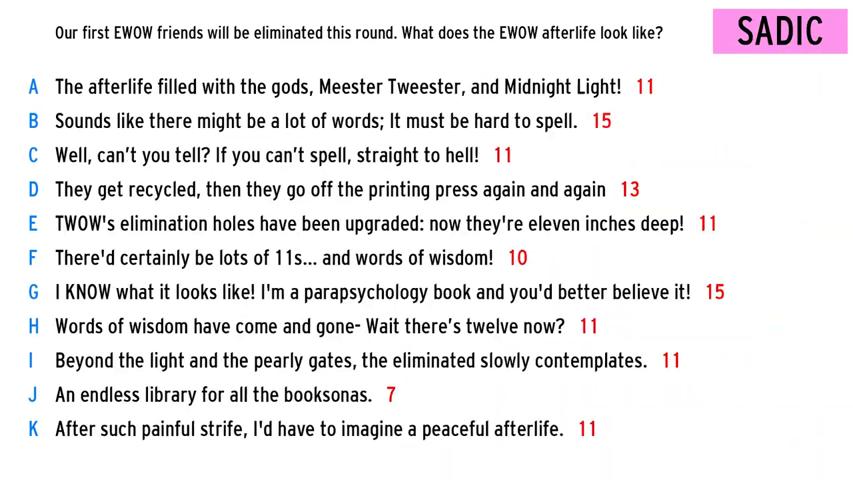 Our first EWOW friends will be eliminated this round. What does the EWOW afterlife look like?
SADIC
A The afterlife filled with the gods, Meester Tweester, and Midnight Light! 11
B Sounds like there might be a lot of words; It must be hard to spell. 15
C Well, can’t you tell? If you can’t spell, straight to hell! 11
D They get recycled, then they go off the printing press again and again 13
E TWOW's elimination holes have been upgraded: now they're eleven inches deep! 11
F There'd certainly be lots of 11s... and words of wisdom! 10
G I KNOW what it looks like! I'm a parapsychology book and you'd better believe it! 15
H Words of wisdom have come and gone- Wait there’s twelve now? 11
I Beyond the light and the pearly gates, the eliminated slowly contemplates. 11
J An endless library for all the booksonas. 7
K After such painful strife, I'd have to imagine a peaceful afterlife. 11